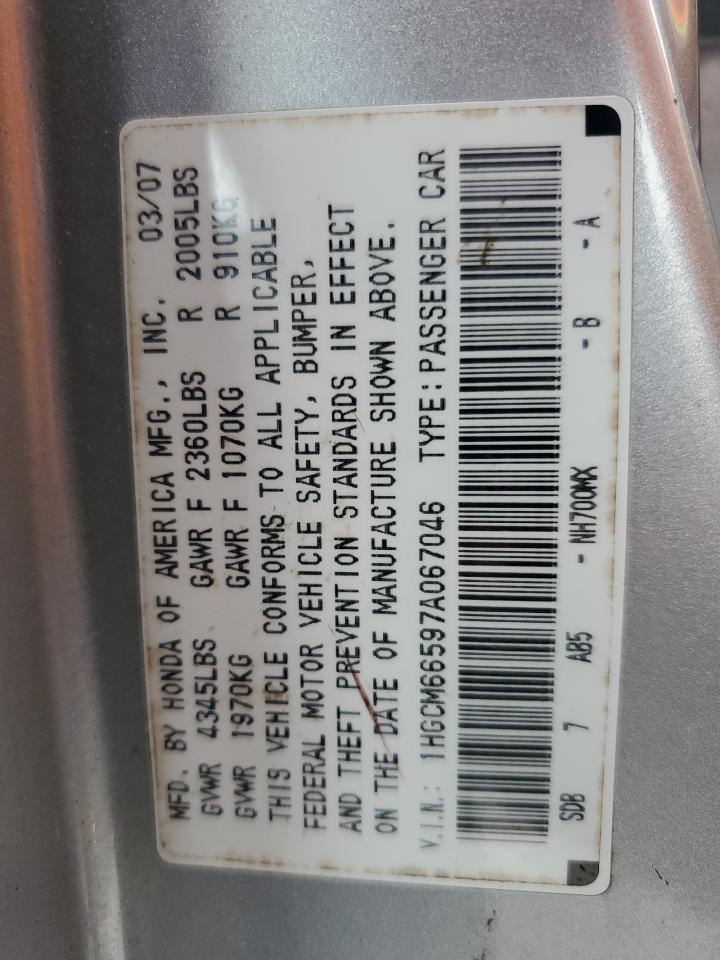 MFD. BY HONDA OF AMERICA MFG., INC. 03/07
GVWR 4345LBS GAWR F 2360LBS R 2005LBS
GVWR 1970KG GAWR F 1070KG R 910KG
THIS VEHICLE CONFORMS TO ALL APPLICABLE
FEDERAL MOTOR VEHICLE SAFETY, BUMPER,
AND THEFT PREVENTION STANDARDS IN EFFECT
ON THE DATE OF MANUFACTURE SHOWN ABOVE.
V.I.N.: 1HGCM66597A067046 TYPE:PASSENGER CAR
SDB 7 AB5 - NH700MX - B - A